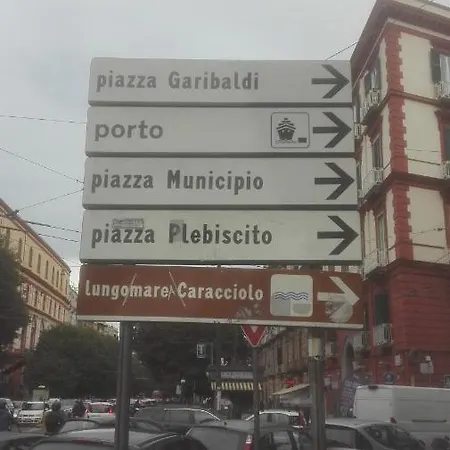 piazza Garibaldi
porto
piazza Municipio
piazza Plebiscito
lungomare Caracciolo